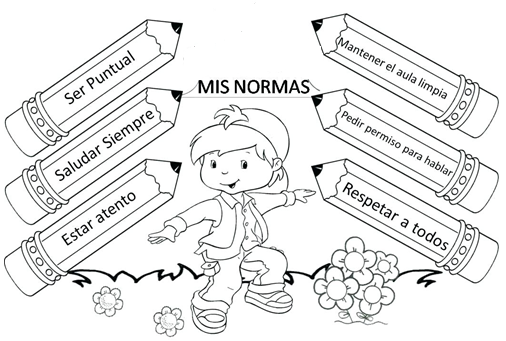 MIS NORMAS
Ser Puntual
Saludar Siempre
Estar atento
Mantener el aula limpia
Pedir permiso para hablar
Respetar a todos